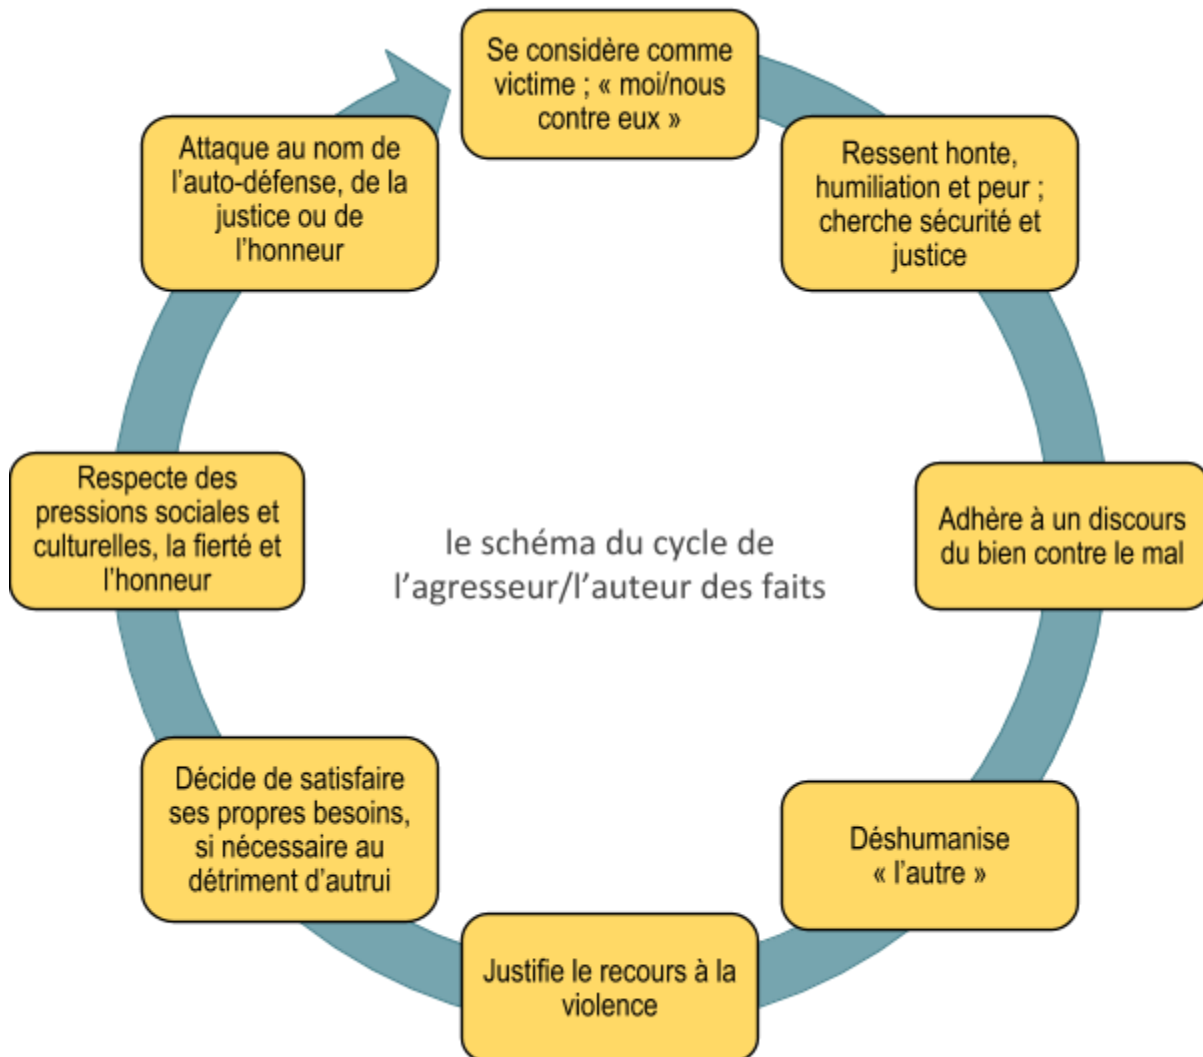 Se considère comme
victime ; « moi/nous
contre eux »
Ressent honte,
humiliation et peur ;
cherche sécurité et
justice
Adhère à un discours
du bien contre le mal
Déshumanise
« l’autre »
Justifie le recours à la
violence
Décide de satisfaire
ses propres besoins,
si nécessaire au
détriment d’autrui
Respecte des
pressions sociales et
culturelles, la fierté et
l’honneur
Attaque au nom de
l’auto-défense, de la
justice ou de
l’honneur
le schéma du cycle de
l’agresseur/l’auteur des faits